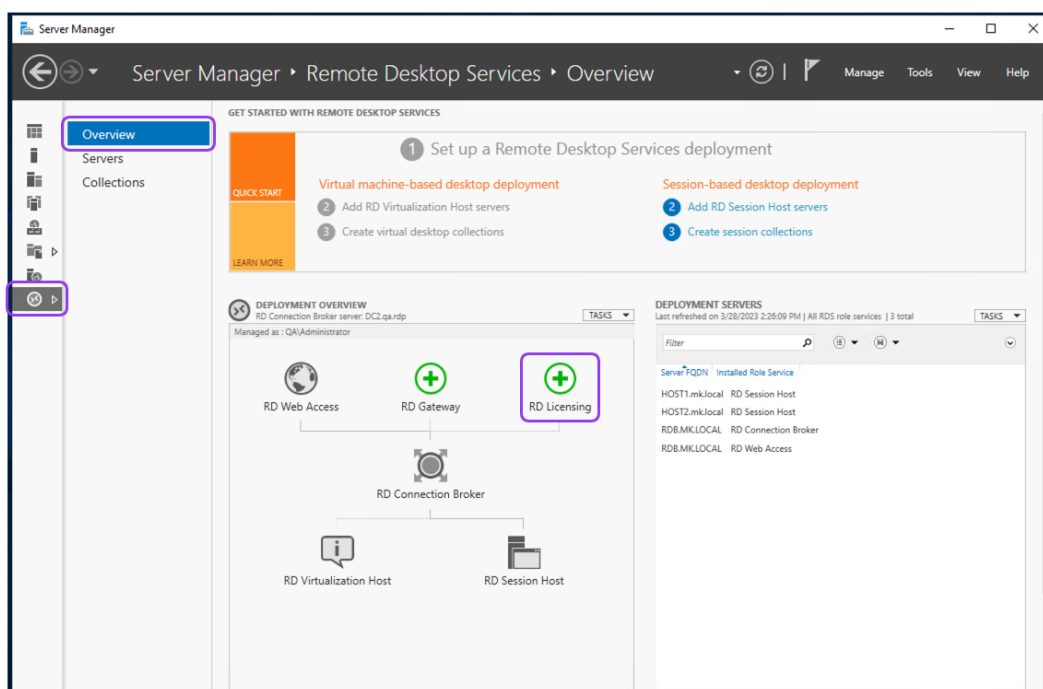 Server Manager
Server Manager ‣ Remote Desktop Services ‣ Overview
Manage Tools View Help
Overview
Servers
Collections
GET STARTED WITH REMOTE DESKTOP SERVICES
1 Set up a Remote Desktop Services deployment
QUICK START
LEARN MORE
Virtual machine-based desktop deployment
2 Add RD Virtualization Host servers
3 Create virtual desktop collections
Session-based desktop deployment
2 Add RD Session Host servers
3 Create session collections
DEPLOYMENT OVERVIEW
RD Connection Broker server: DC2.qa.rdp
TASKS
Managed as : QA\Administrator
RD Web Access
RD Gateway
RD Licensing
RD Connection Broker
RD Virtualization Host
RD Session Host
DEPLOYMENT SERVERS
Last refreshed on 3/28/2023 2:26:09 PM | All RDS role services | 3 total
TASKS
Filter
Server FQDN Installed Role Service
HOST1.mk.local RD Session Host
HOST2.mk.local RD Session Host
RDB.MK.LOCAL RD Connection Broker
RDB.MK.LOCAL RD Web Access